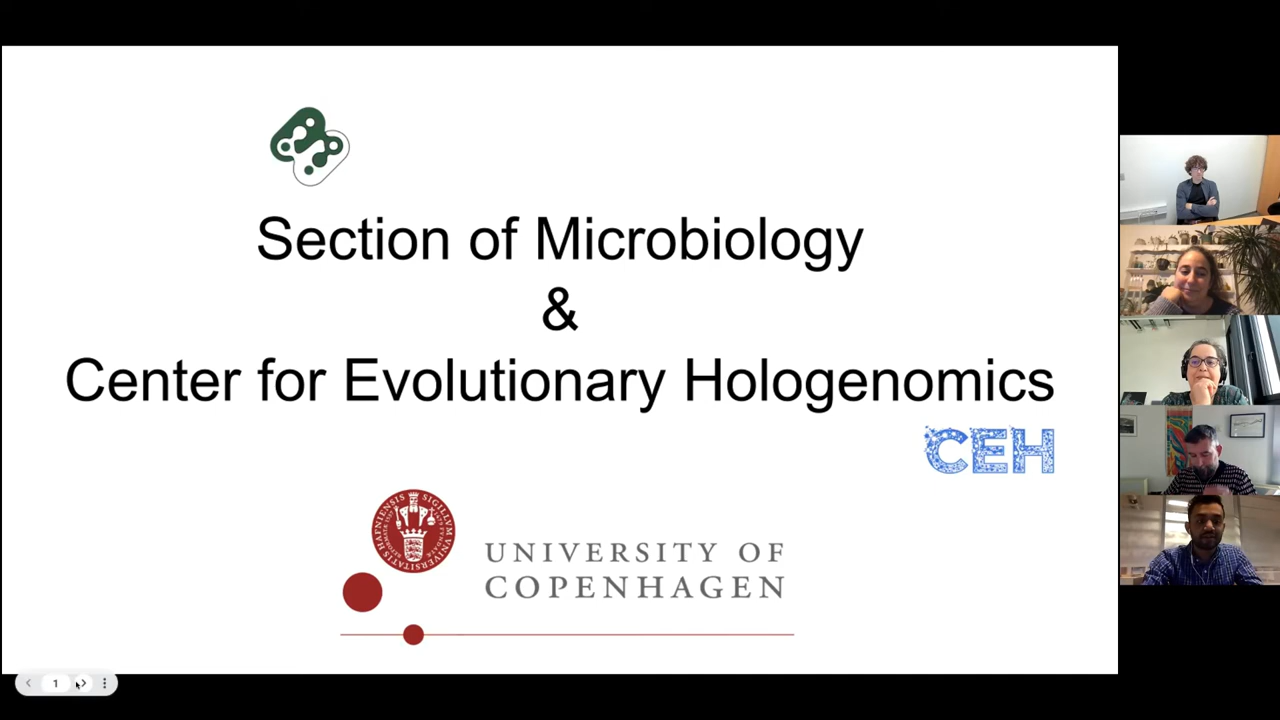 Section of Microbiology
&
Center for Evolutionary Hologenomics
CEH
UNIVERSITY OF
COPENHAGEN
1